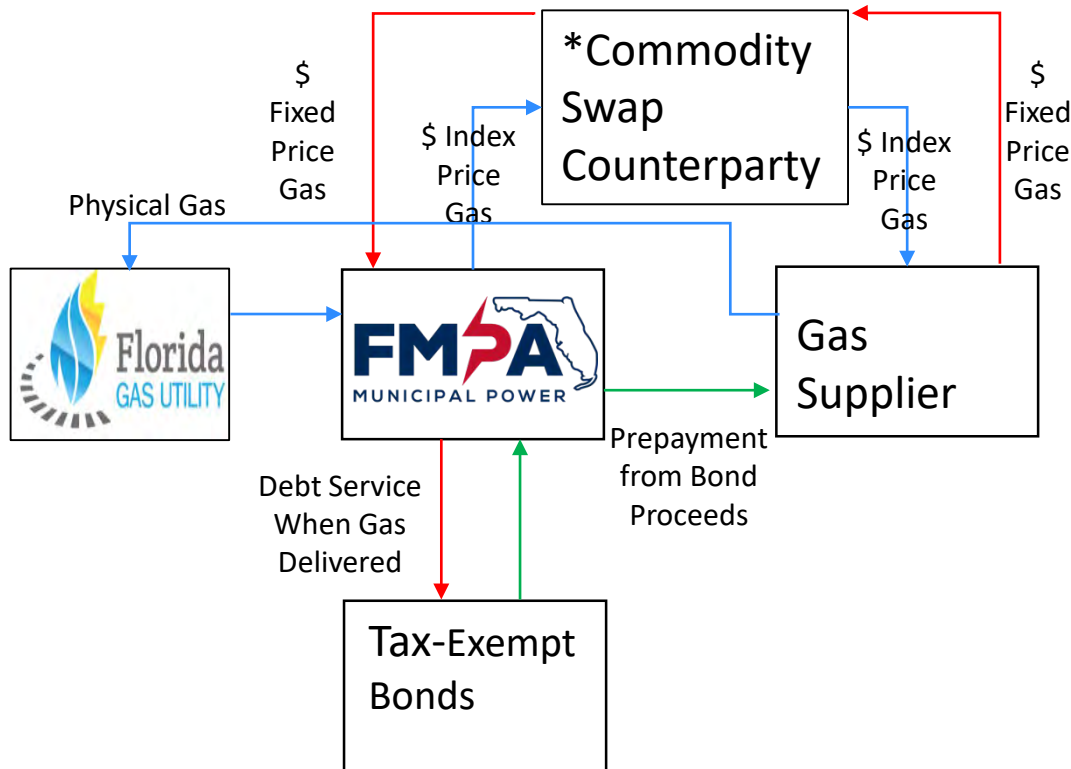 *Commodity
Swap
Counterparty
$
Fixed
Price
Gas
$ Index
Price
Gas
$ Index
Price
Gas
$
Fixed
Price
Gas
Physical Gas
Florida
GAS UTILITY
FMPA
MUNICIPAL POWER
Gas
Supplier
Prepayment
from Bond
Proceeds
Debt Service
When Gas
Delivered
Tax-Exempt
Bonds